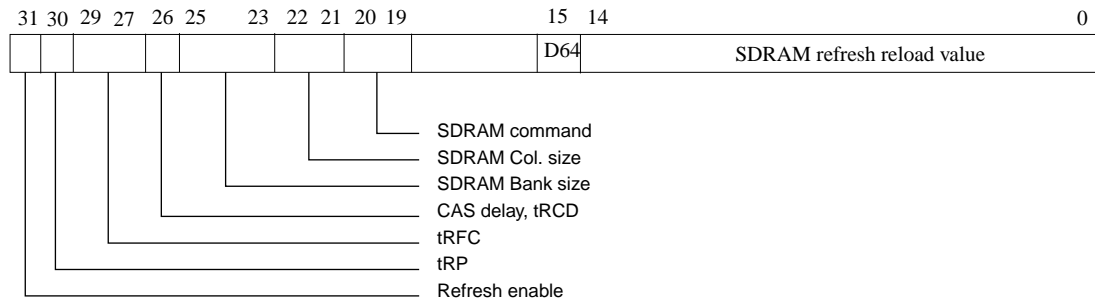 31 30 29 27 26 25 23 22 21 20 19 15 14 0
D64 SDRAM refresh reload value
SDRAM command
SDRAM Col. size
SDRAM Bank size
CAS delay, tRCD
tRFC
tRP
Refresh enable